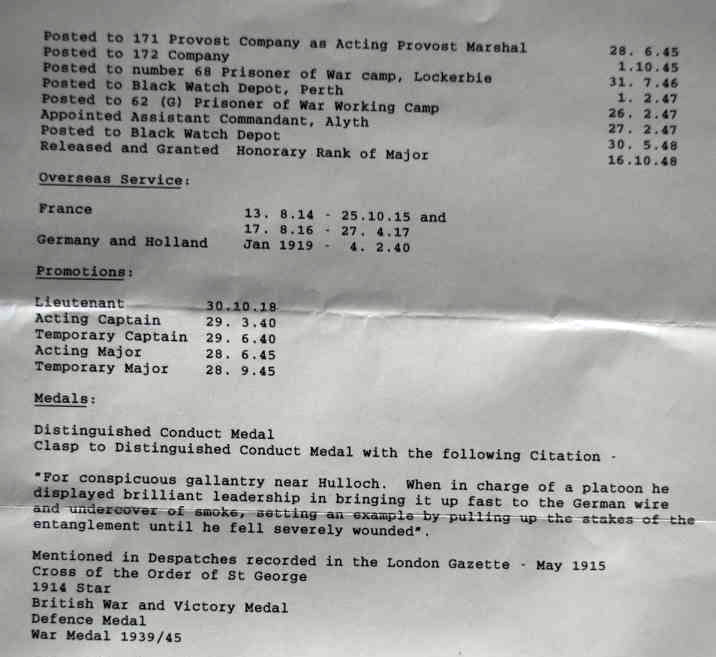 Posted to 171 Provost Company as Acting Provost Marshal 28. 6.45
Posted to 172 Company 1.10.45
Posted to number 68 Prisoner of War camp, Lockerbie 31. 7.46
Posted to Black Watch Depot, Perth 1. 2.47
Posted to 62 (G) Prisoner of War Working Camp 26. 2.47
Appointed Assistant Commandant, Alyth 27. 2.47
Posted to Black Watch Depot 30. 5.48
Released and Granted Honorary Rank of Major 16.10.48
Overseas Service:
France 13. 8.14 - 25.10.15 and
17. 8.16 - 27. 4.17
Germany and Holland Jan 1919 - 4. 2.40
Promotions:
Lieutenant 30.10.18
Acting Captain 29. 3.40
Temporary Captain 29. 6.40
Acting Major 28. 6.45
Temporary Major 28. 9.45
Medals:
Distinguished Conduct Medal
Clasp to Distinguished Conduct Medal with the following Citation -
"For conspicuous gallantry near Hulloch. When in charge of a platoon he
displayed brilliant leadership in bringing it up fast to the German wire
and undercover of smoke, setting an example by pulling up the stakes of the
entanglement until he fell severely wounded".
Mentioned in Despatches recorded in the London Gazette - May 1915
Cross of the Order of St George
1914 Star
British War and Victory Medal
Defence Medal
War Medal 1939/45